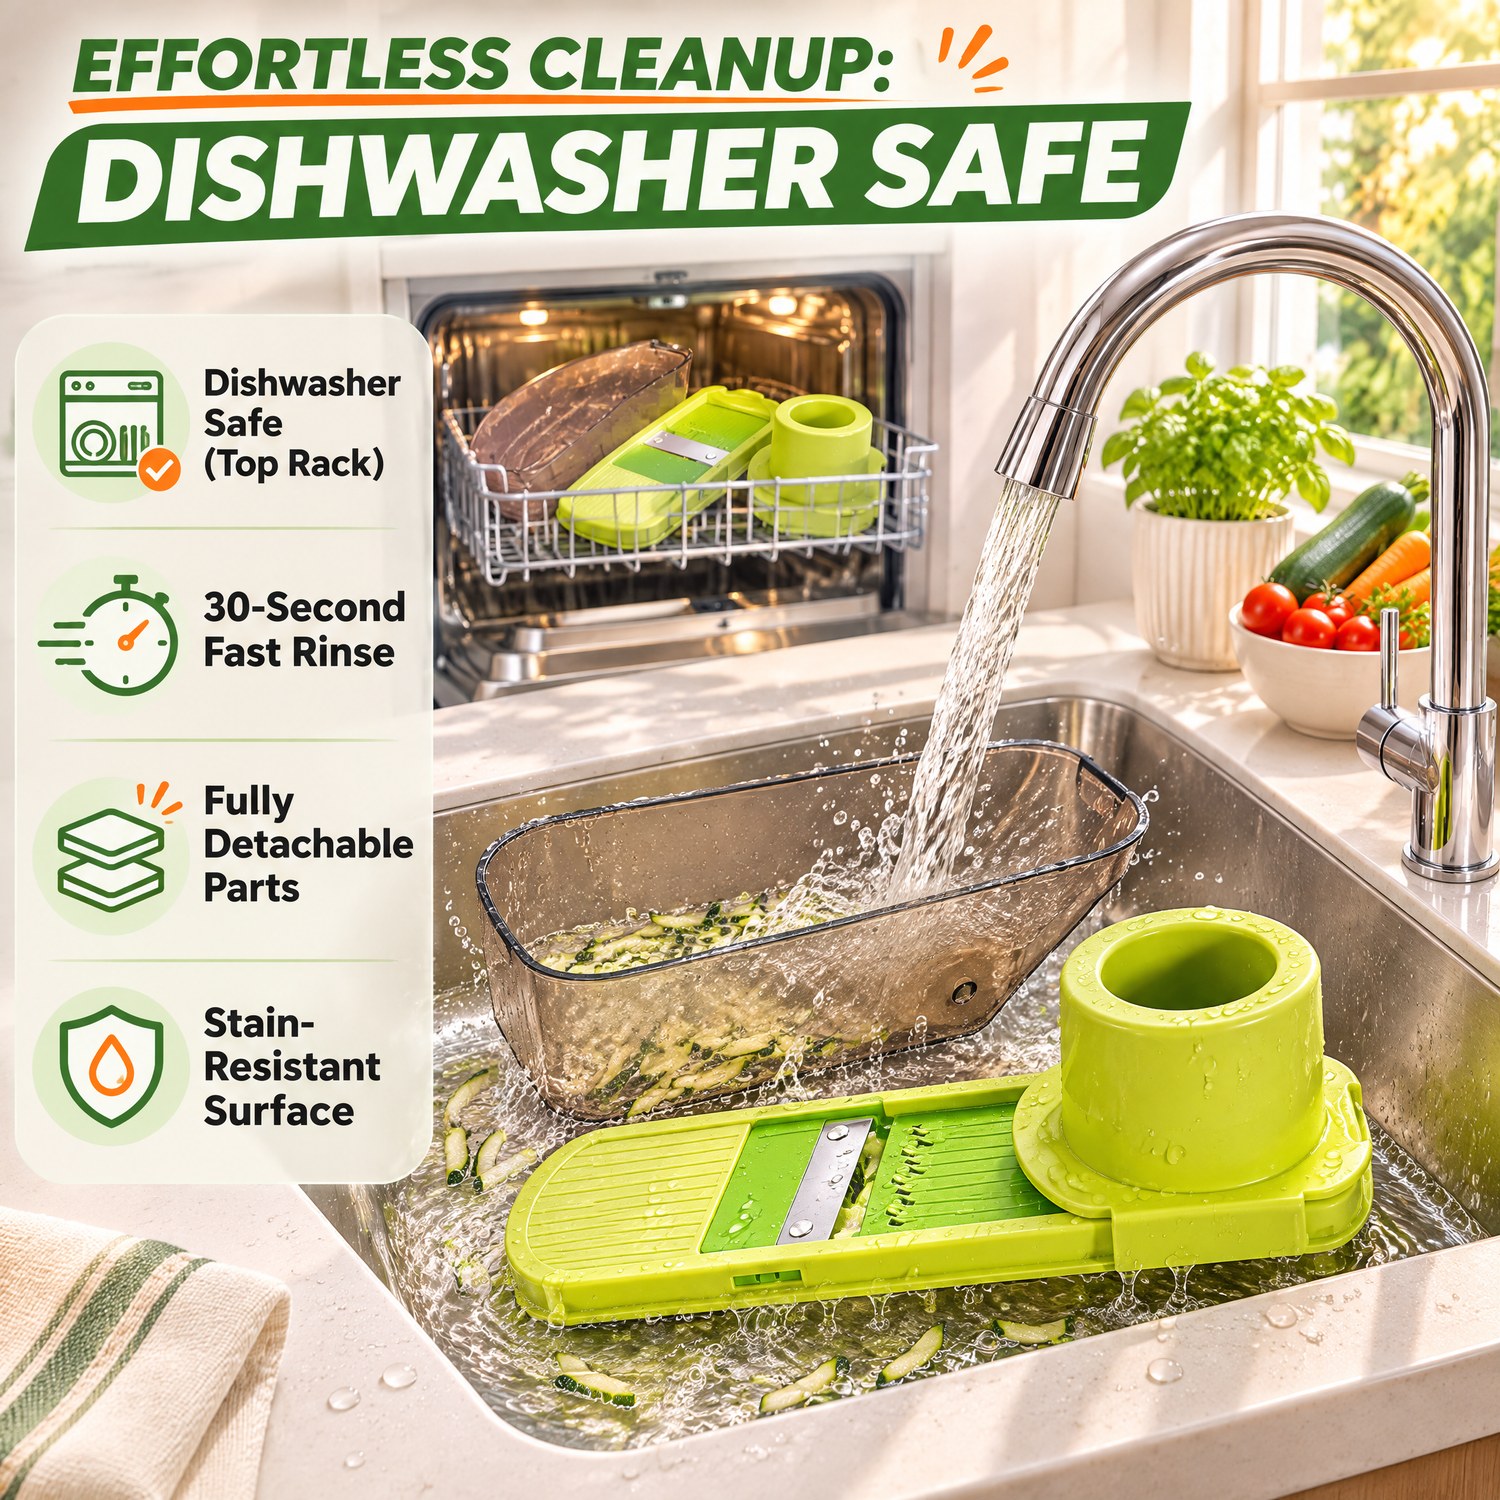 EFFORTLESS CLEANUP:
DISHWASHER SAFE
Dishwasher
Safe
(Top Rack)
30-Second
Fast Rinse
Fully
Detachable
Parts
Stain-
Resistant
Surface